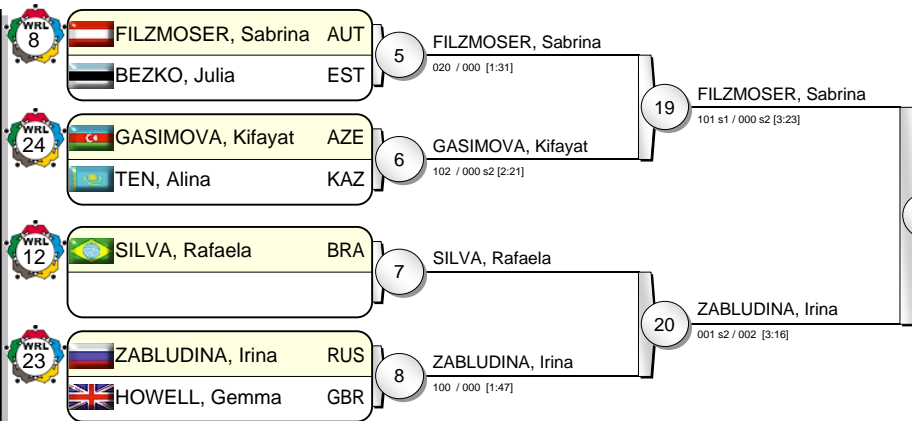 WRL
8
FILZMOSER, Sabrina AUT
BEZKO, Julia EST
5
FILZMOSER, Sabrina
020 / 000 [1:31]
WRL
24
GASIMOVA, Kifayat AZE
TEN, Alina KAZ
6
GASIMOVA, Kifayat
102 / 000 s2 [2:21]
19
FILZMOSER, Sabrina
101 s1 / 000 s2 [3:23]
WRL
12
SILVA, Rafaela BRA
7
SILVA, Rafaela
WRL
23
ZABLUDINA, Irina RUS
HOWELL, Gemma GBR
8
ZABLUDINA, Irina
100 / 000 [1:47]
20
ZABLUDINA, Irina
001 s2 / 002 [3:16]